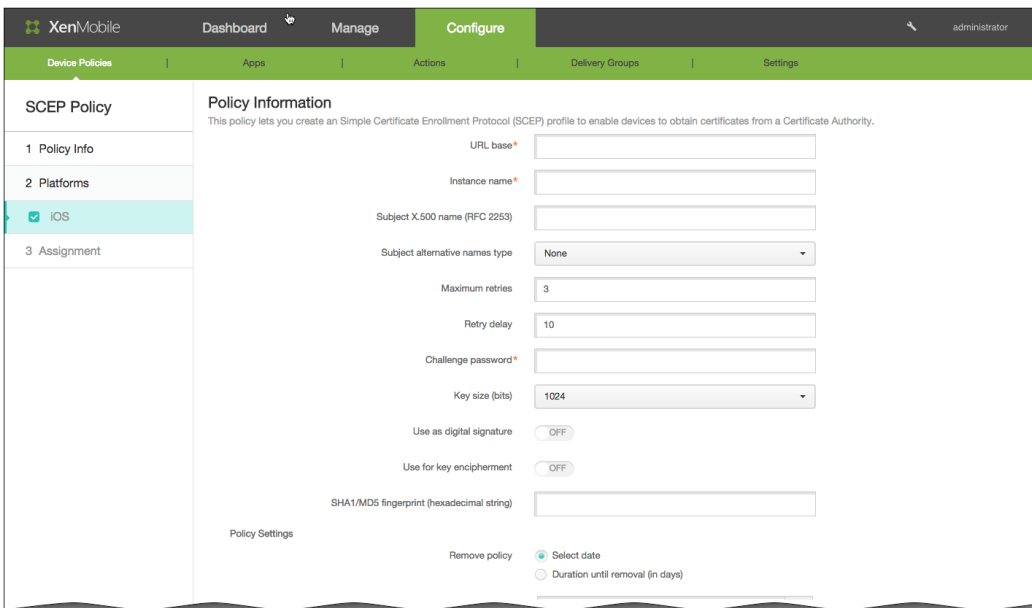 XenMobile Dashboard Manage Configure administrator
Device Policies | Apps | Actions | Delivery Groups | Settings
SCEP Policy
1 Policy Info
2 Platforms
iOS
3 Assignment
Policy Information
This policy lets you create an Simple Certificate Enrollment Protocol (SCEP) profile to enable devices to obtain certificates from a Certificate Authority.
URL base*
Instance name*
Subject X.500 name (RFC 2253)
Subject alternative names type None
Maximum retries 3
Retry delay 10
Challenge password*
Key size (bits) 1024
Use as digital signature OFF
Use for key encipherment OFF
SHA1/MD5 fingerprint (hexadecimal string)
Policy Settings
Remove policy Select date
Duration until removal (in days)